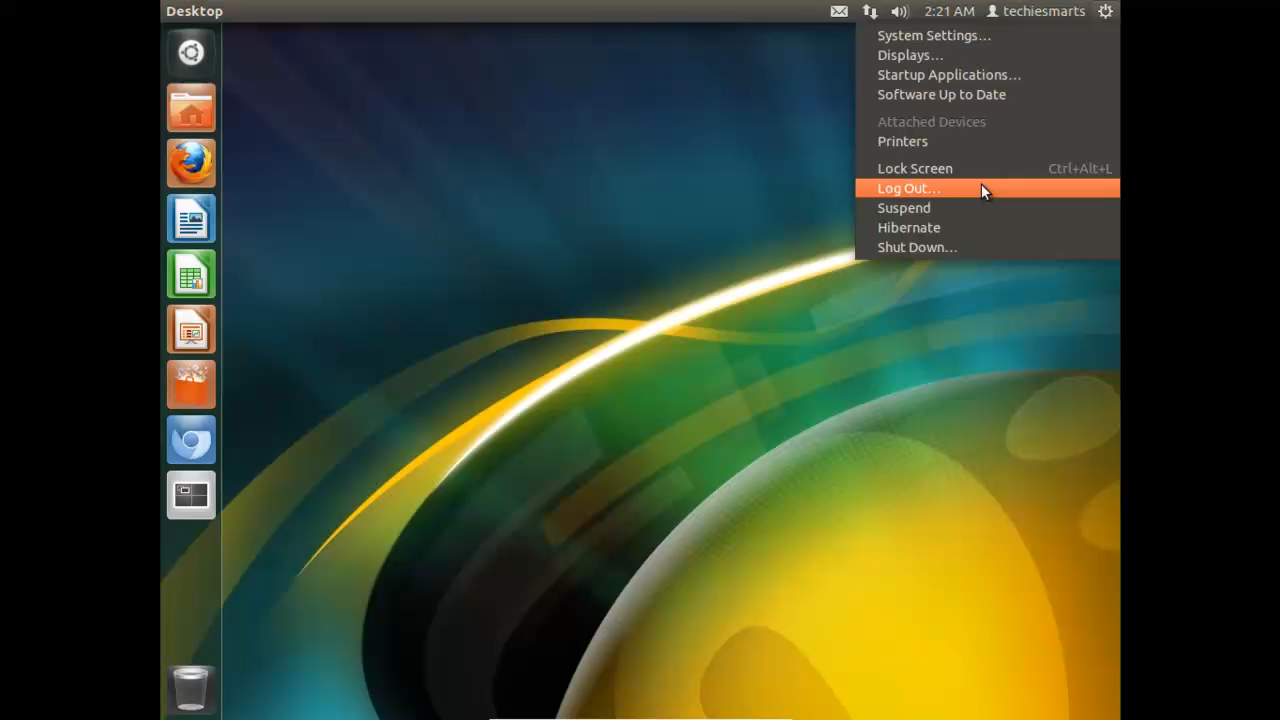 Desktop
2:21 AM
techiesmarts
System Settings...
Displays...
Startup Applications...
Software Up to Date
Attached Devices
Printers
Lock Screen Ctrl+Alt+L
Log Out...
Suspend
Hibernate
Shut Down...